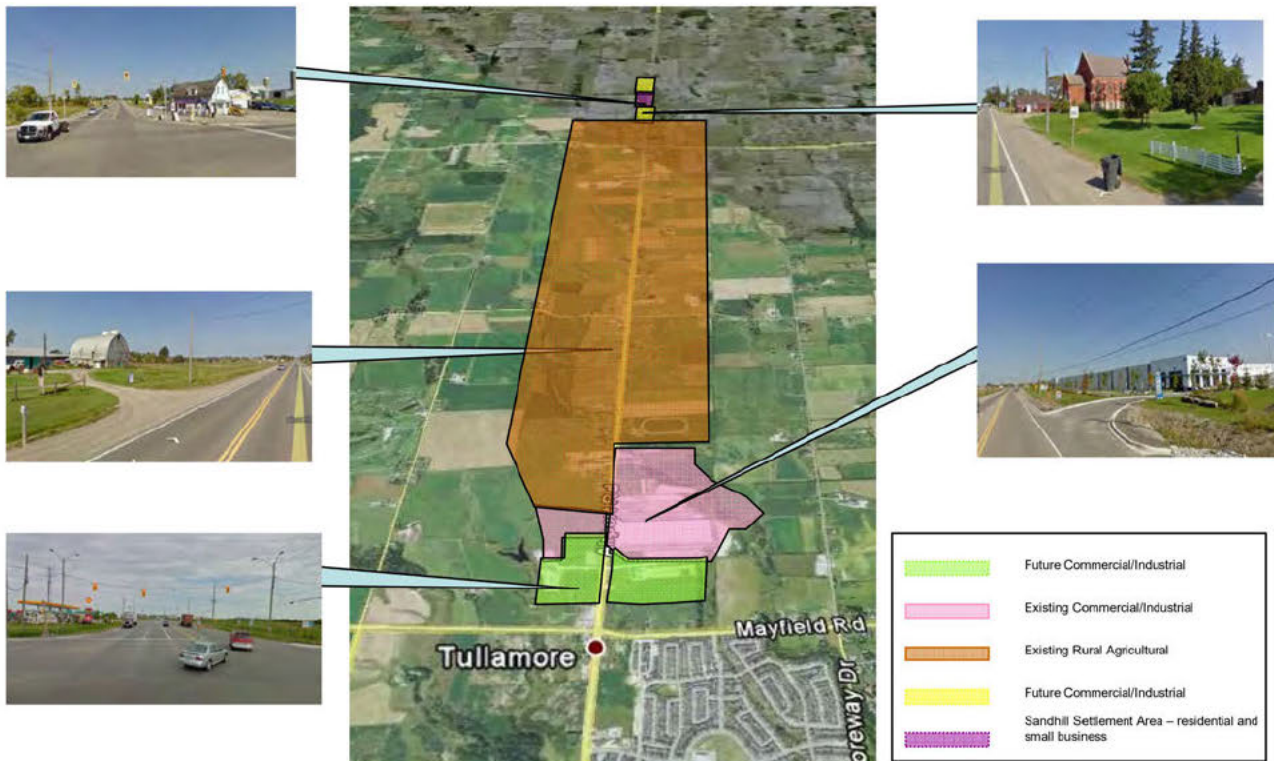 Tullamore
Mayfield Rd
oreway Dr
Future Commercial/Industrial
Existing Commercial/Industrial
Existing Rural Agricultural
Future Commercial/Industrial
Sandhill Settlement Area – residential and
small business